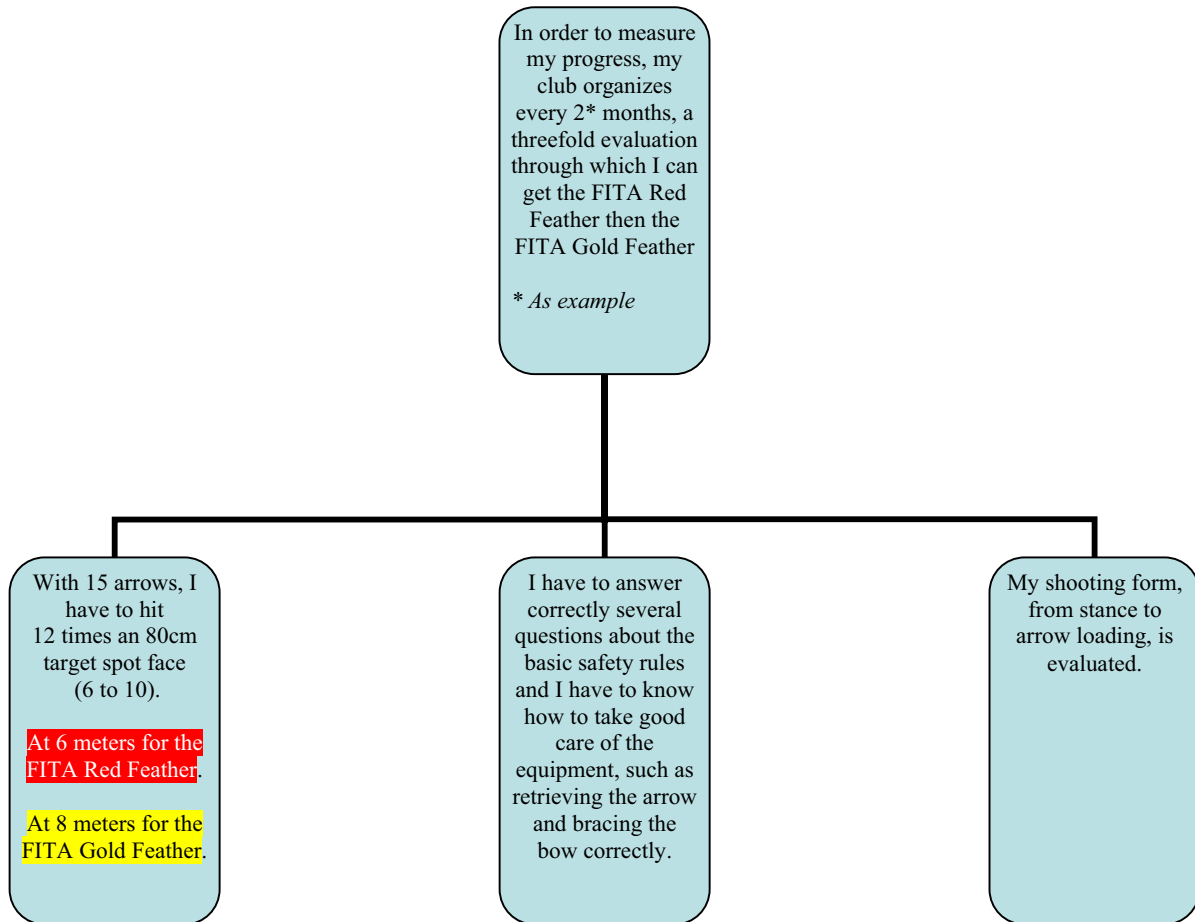 In order to measure
my progress, my
club organizes
every 2* months, a
threefold evaluation
through which I can
get the FITA Red
Feather then the
FITA Gold Feather
* As example
With 15 arrows, I
have to hit
12 times an 80cm
target spot face
(6 to 10).
At 6 meters for the
FITA Red Feather.
At 8 meters for the
FITA Gold Feather.
I have to answer
correctly several
questions about the
basic safety rules
and I have to know
how to take good
care of the
equipment, such as
retrieving the arrow
and bracing the
bow correctly.
My shooting form,
from stance to
arrow loading, is
evaluated.